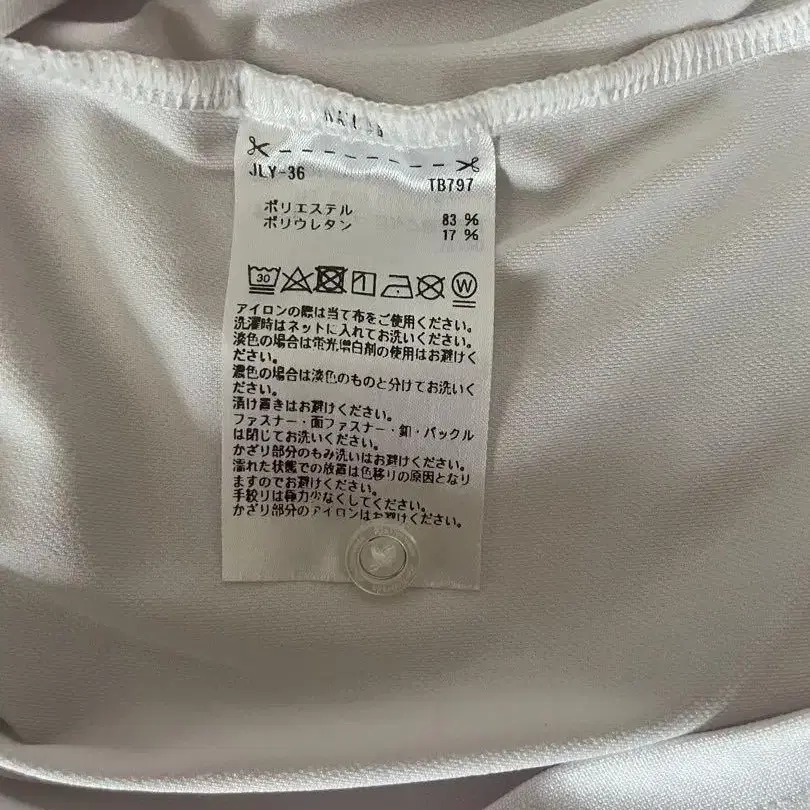 JLY-36
TB797
ポリエステル 83 %
ポリウレタン 17 %
30
1
W
アイロンの際は当て布をご使用ください。
洗濯時はネットに入れてお洗いください。
淡色の場合は蛍光増白剤の使用はお避けく
ださい。
濃色の場合は淡色のものと分けてお洗いく
ださい。
漬け置きはお避けください。
ファスナー・面ファスナー・釦・バックル
は閉じてお洗いください。
かざり部分のもみ洗いはお避けください。
濡れた状態での放置は色移りの原因となり
ますのでお避けください。
手絞りは極力少なくしてください。
かざり部分のアイロンはお避けください。